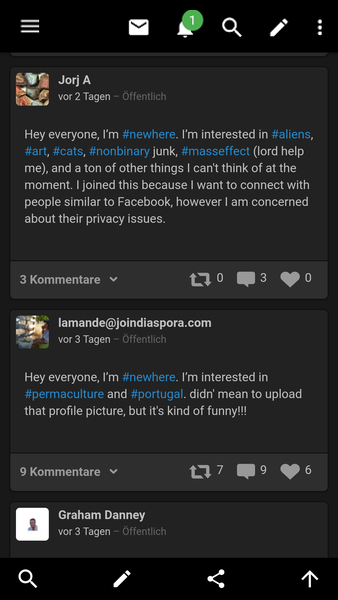 1
Jorj A
vor 2 Tagen – Öffentlich
Hey everyone, I'm #newhere. I'm interested in #aliens,
#art, #cats, #nonbinary junk, #masseffect (lord help
me), and a ton of other things I can't think of at the
moment. I joined this because I want to connect with
people similar to Facebook, however I am concerned
about their privacy issues.
3 Kommentare 0 3 0
lamande@joindiaspora.com
vor 3 Tagen – Öffentlich
Hey everyone, I'm #newhere. I'm interested in
#permaculture and #portugal. didn' mean to upload
that profile picture, but it's kind of funny!!!
9 Kommentare 7 9 6
Graham Danney
vor 3 Tagen – Öffentlich